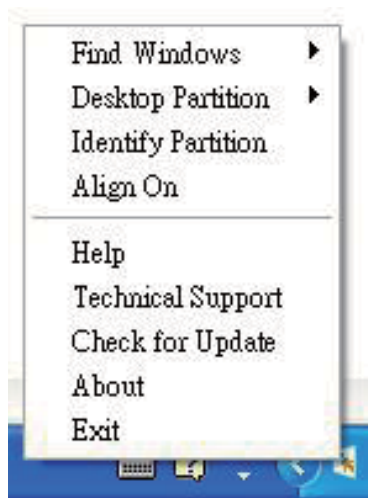 Find Windows
Desktop Partition
Identify Partition
Align On
Help
Technical Support
Check for Update
About
Exit